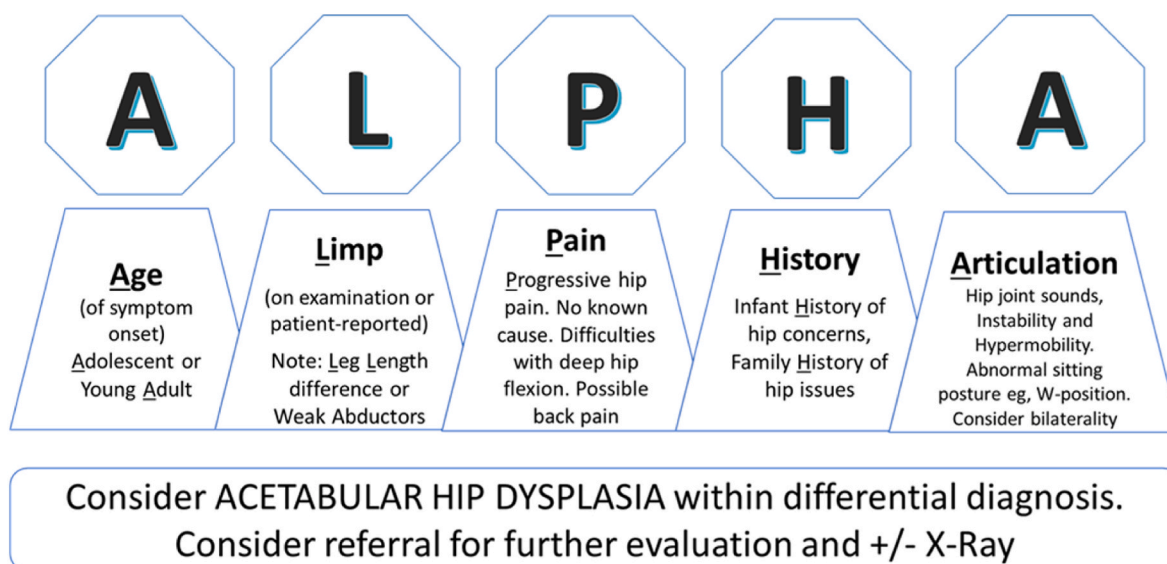 A L P H A
Age
(of symptom
onset)
Adolescent or
Young Adult
Limp
(on examination or
patient-reported)
Note: Leg Length
difference or
Weak Abductors
Pain
Progressive hip
pain. No known
cause. Difficulties
with deep hip
flexion. Possible
back pain
History
Infant History of
hip concerns,
Family History of
hip issues
Articulation
Hip joint sounds,
Instability and
Hypermobility.
Abnormal sitting
posture eg, W-position.
Consider bilaterality
Consider ACETABULAR HIP DYSPLASIA within differential diagnosis.
Consider referral for further evaluation and +/- X-Ray